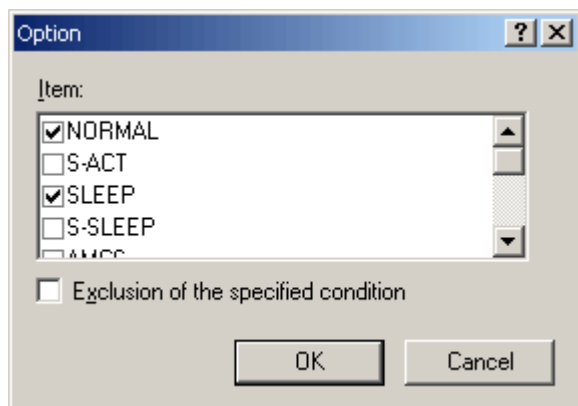 Option
Item:
NORMAL
S-ACT
SLEEP
S-SLEEP
Exclusion of the specified condition
OK
Cancel